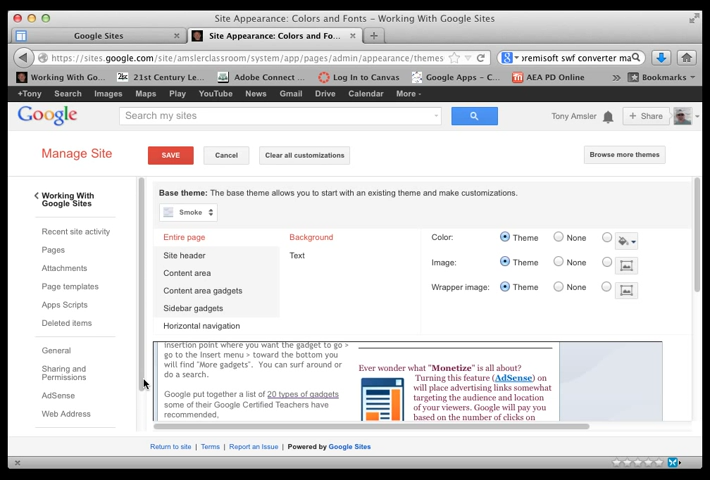 Site Appearance: Colors and Fonts – Working With Google Sites
Google Sites
Site Appearance: Colors and Fo...
https://sites.google.com/site/amslerclassroom/system/app/pages/admin/appearance/themes
oremisoft swf converter ma
Working With Go...
21st Century Le...
Adobe Connect ...
Log In to Canvas
Google Apps – C...
AEA PD Online
Bookmarks
+Tony Search Images Maps Play YouTube News Gmail Drive Calendar More
Google
Search my sites
Tony Amsler
+ Share
Manage Site
SAVE
Cancel
Clear all customizations
Browse more themes
Working With
Google Sites
Recent site activity
Pages
Attachments
Page templates
Apps Scripts
Deleted items
General
Sharing and
Permissions
AdSense
Web Address
Base theme: The base theme allows you to start with an existing theme and make customizations.
Smoke
Entire page
Site header
Content area
Content area gadgets
Sidebar gadgets
Horizontal navigation
Background
Text
Color: Theme None
Image: Theme None
Wrapper image: Theme None
insertion point where you want the gadget to go >
go to the Insert menu > toward the bottom you
will find "More gadgets". You can surf around or
do a search.
Google put together a list of 20 types of gadgets
some of their Google Certified Teachers have
recommended,
Ever wonder what "Monetize" is all about?
Turning this feature (AdSense) on
will place advertising links somewhat
targeting the audience and location
of your viewers. Google will pay you
based on the number of clicks on
Return to site | Terms | Report an Issue | Powered by Google Sites